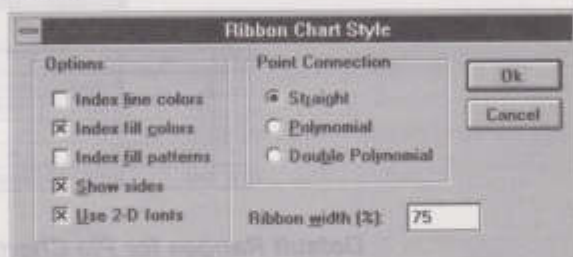 Ribbon Chart Style
Options
Index line colors
Index fill colors
Index fill patterns
Show sides
Use 2-D fonts
Point Connection
Straight
Polynomial
Double Polynomial
Ribbon width (%): 75
Ok
Cancel